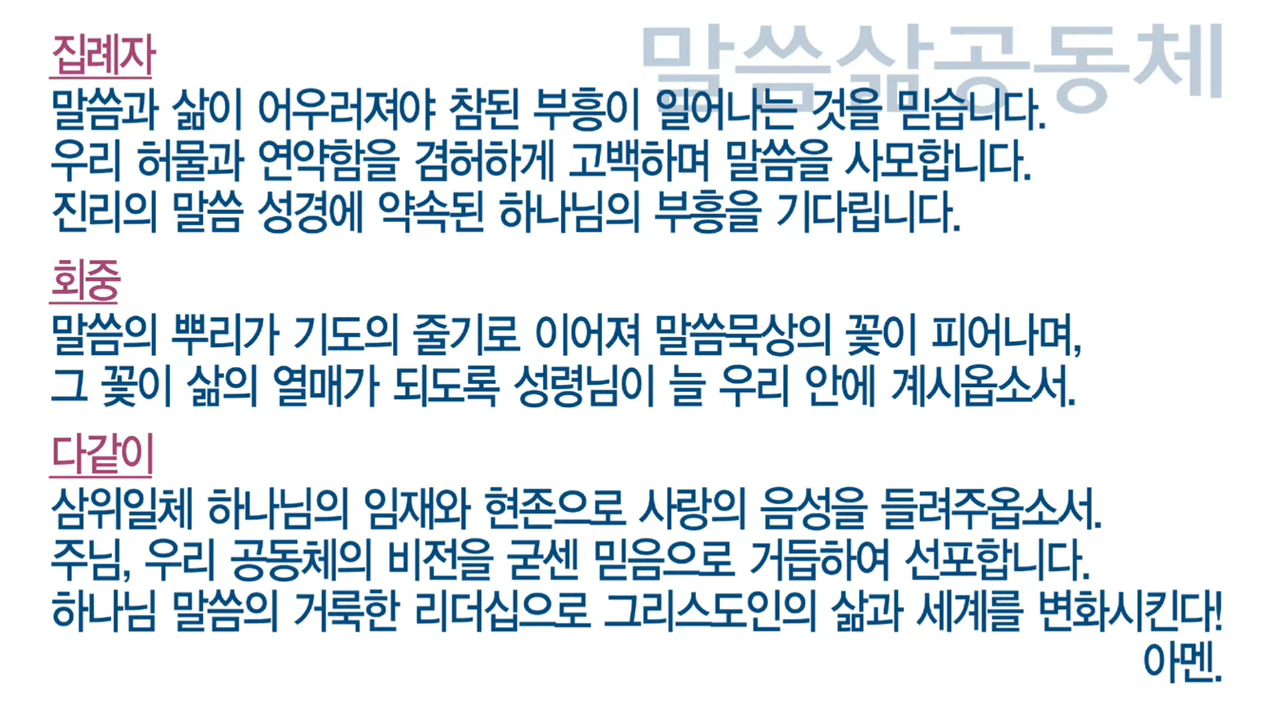 말씀삶공동체
집례자
말씀과 삶이 어우러져야 참된 부흥이 일어나는 것을 믿습니다.
우리 허물과 연약함을 겸허하게 고백하며 말씀을 사모합니다.
진리의 말씀 성경에 약속된 하나님의 부흥을 기다립니다.
회중
말씀의 뿌리가 기도의 줄기로 이어져 말씀묵상의 꽃이 피어나며,
그 꽃이 삶의 열매가 되도록 성령님이 늘 우리 안에 계시옵소서.
다같이
삼위일체 하나님의 임재와 현존으로 사랑의 음성을 들려주옵소서.
주님, 우리 공동체의 비전을 굳센 믿음으로 거듭하여 선포합니다.
하나님 말씀의 거룩한 리더십으로 그리스도인의 삶과 세계를 변화시킨다!
아멘.